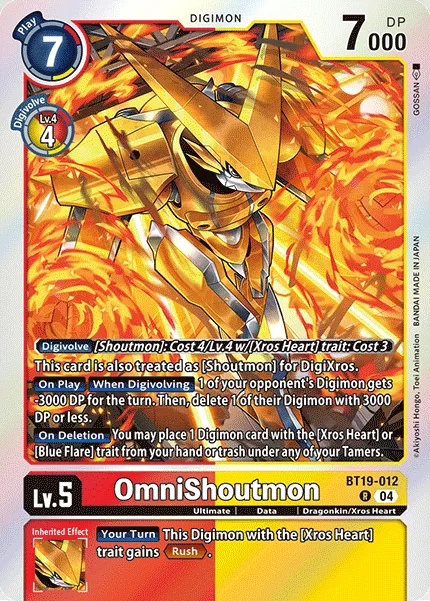 Play
7
DIGIMON
7000
DP
Digivolve
Lv.4
4
GOSSAN
©Akiyoshi Hongo, Toei Animation BANDAI MADE IN JAPAN
Digivolve [Shoutmon]: Cost 4/Lv.4 w/[Xros Heart] trait: Cost 3
This card is also treated as [Shoutmon] for DigiXros.
On Play When Digivolving 1 of your opponent's Digimon gets
-3000 DP for the turn. Then, delete 1 of their Digimon with 3000
DP or less.
On Deletion You may place 1 Digimon card with the [Xros Heart] or
[Blue Flare] trait from your hand or trash under any of your Tamers.
Lv.5
OmniShoutmon
BT19-012
R 04
Ultimate | Data | Dragonkin/Xros Heart
Inherited Effect
Your Turn This Digimon with the [Xros Heart]
trait gains Rush.